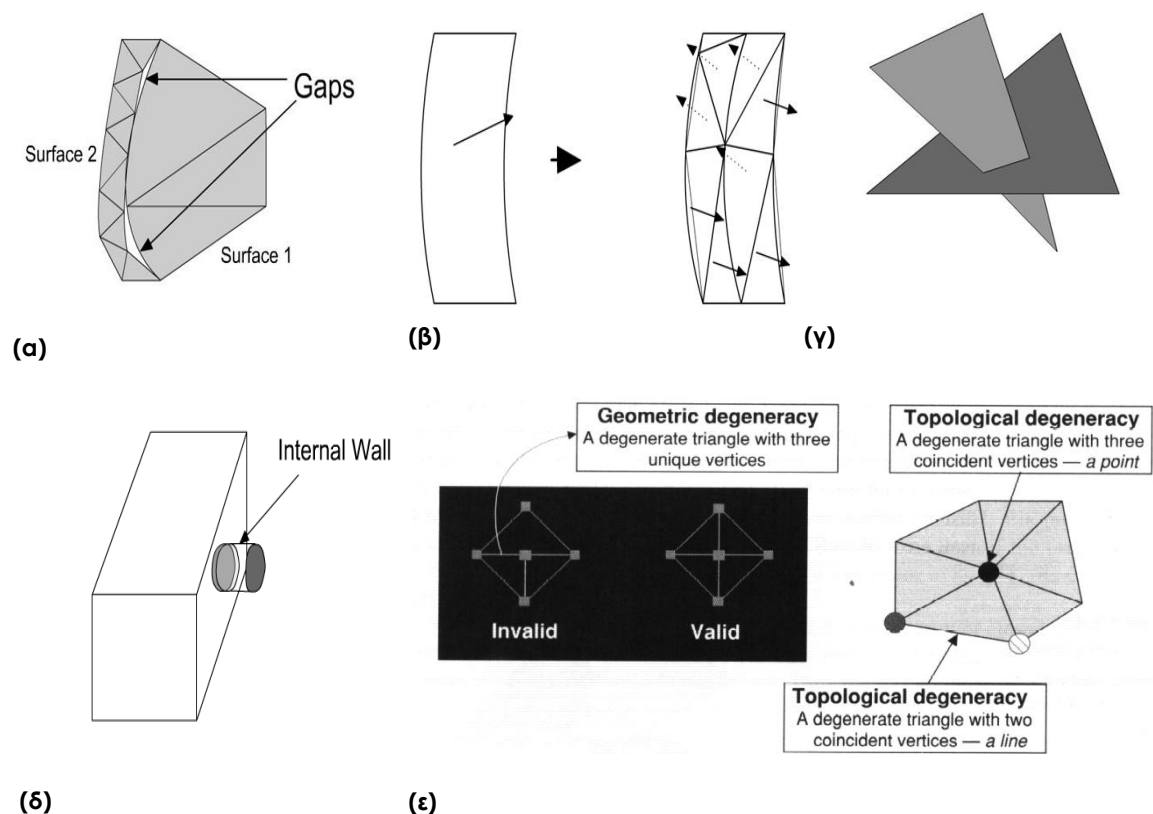 Gaps
Surface 2
Surface 1
(α)
(β)
(γ)
Internal Wall
(δ)
Geometric degeneracy
A degenerate triangle with three
unique vertices
Invalid
Valid
Topological degeneracy
A degenerate triangle with three
coincident vertices — a point
Topological degeneracy
A degenerate triangle with two
coincident vertices — a line
(ε)